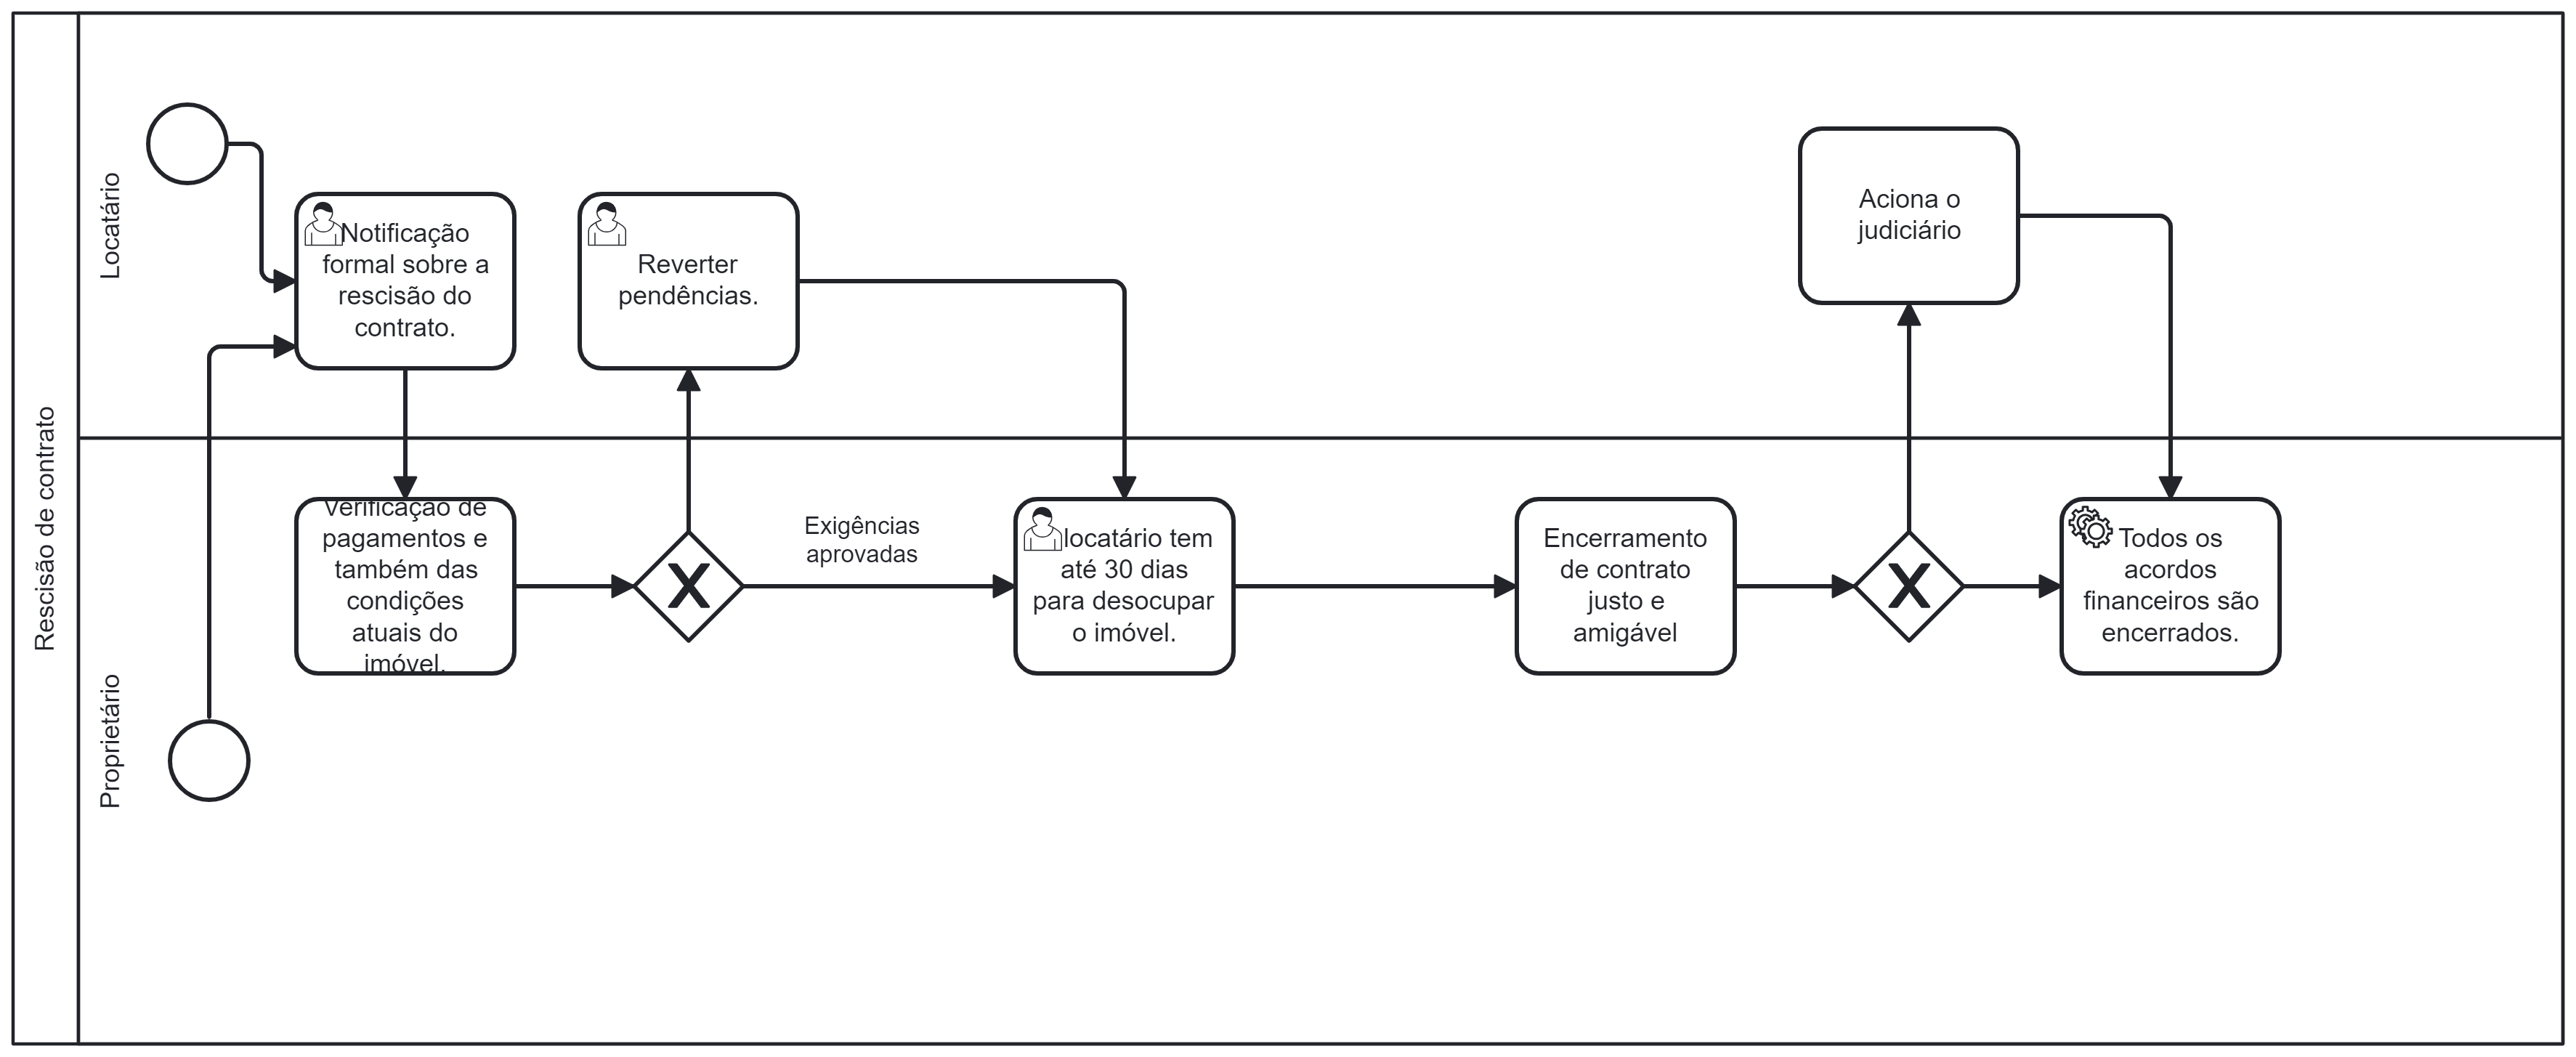 Rescisão de contrato
Locatário
Proprietário
Notificação
formal sobre a
rescisão do
contrato.
Reverter
pendências.
Aciona o
judiciário
Verificação de
pagamentos e
também das
condições
atuais do
imóvel.
Exigências
aprovadas
locatário tem
até 30 dias
para desocupar
o imóvel.
Encerramento
de contrato
justo e
amigável
Todos os
acordos
financeiros são
encerrados.